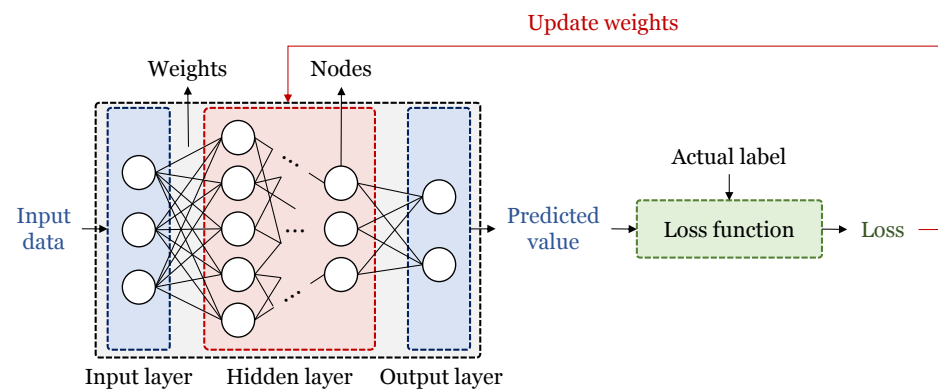 Update weights
Weights
Nodes
Actual label
Input
data
Predicted
value
Loss function
Loss
...
...
...
Input layer
Hidden layer
Output layer